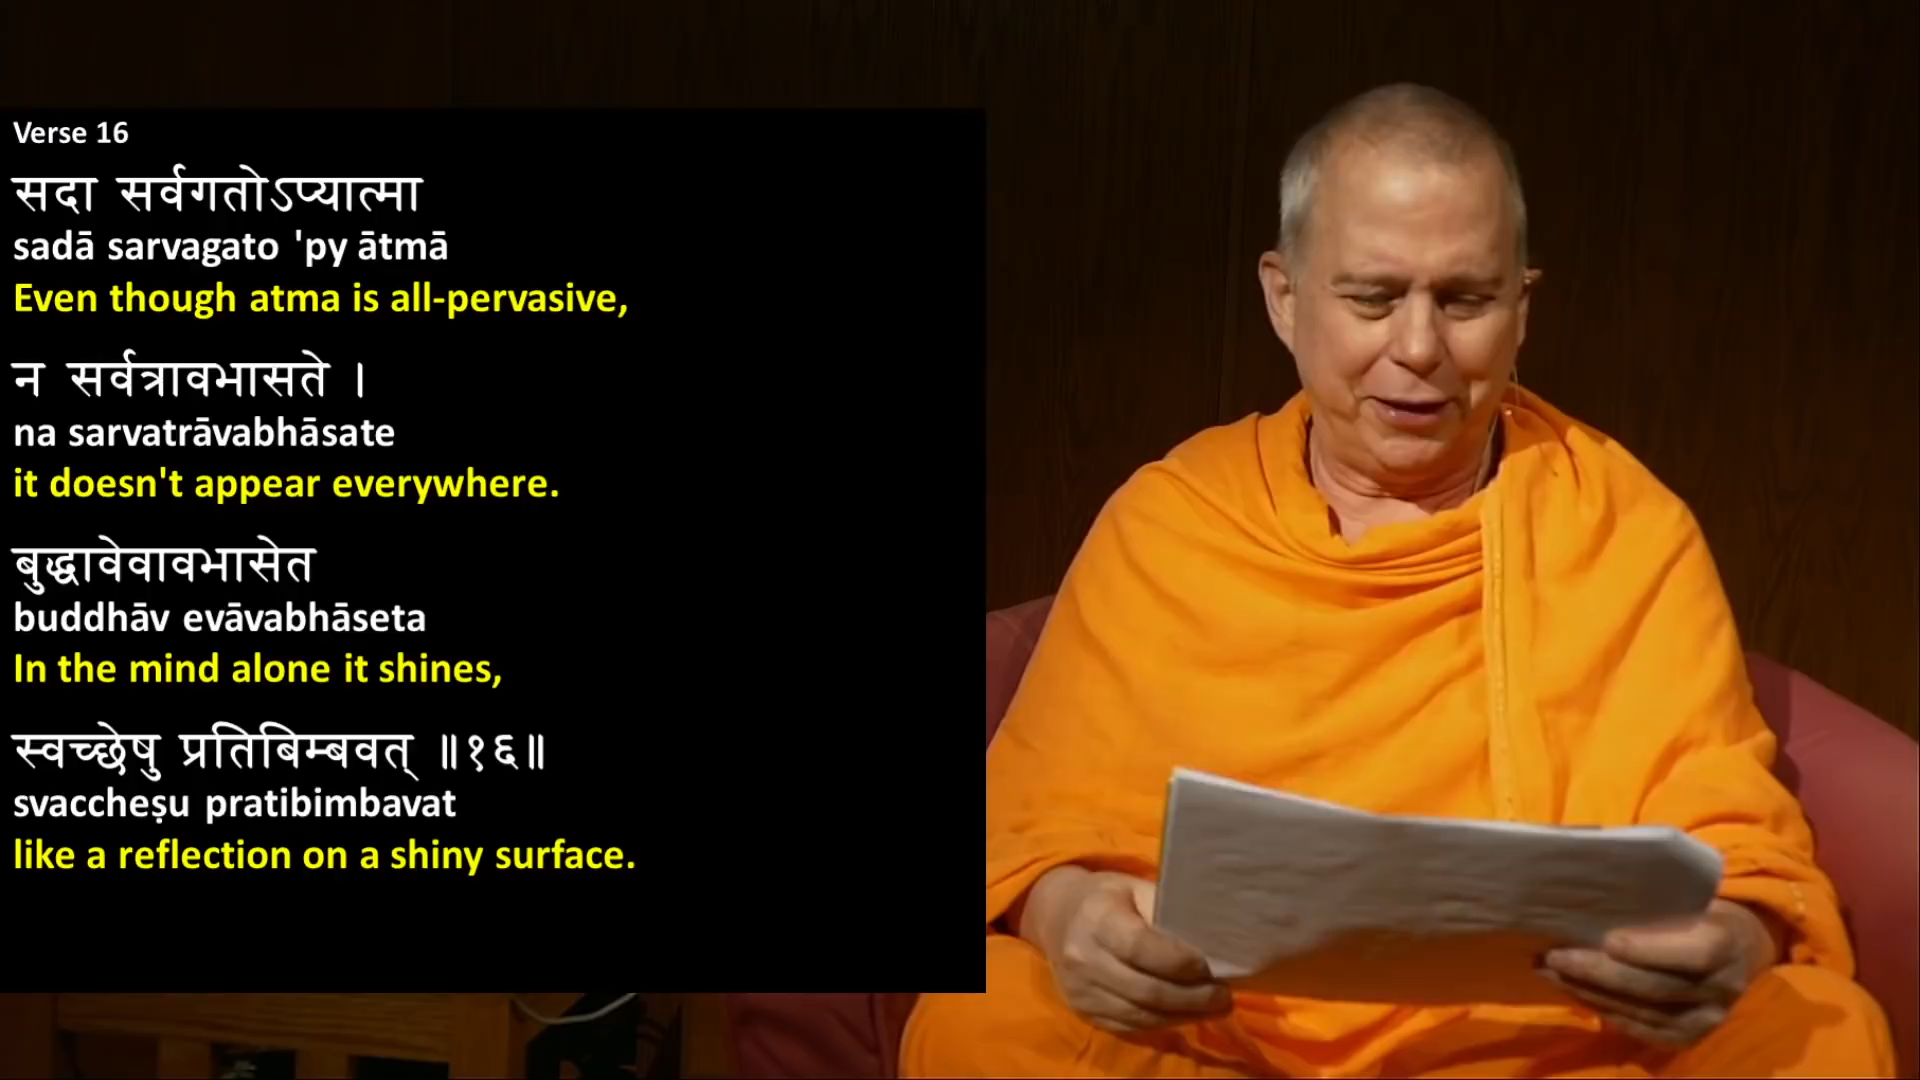 Verse 16
सदा सर्वगतोऽप्यात्मा
sadā sarvagato 'py ātmā
Even though atma is all-pervasive,
न सर्वत्रावभासते ।
na sarvatrāvabhāsate
it doesn't appear everywhere.
बुद्धावेवावभासेत
buddhāv evāvabhāseta
In the mind alone it shines,
स्वच्छेषु प्रतिबिम्बवत् ॥१६॥
svaccheṣu pratibimbavat
like a reflection on a shiny surface.